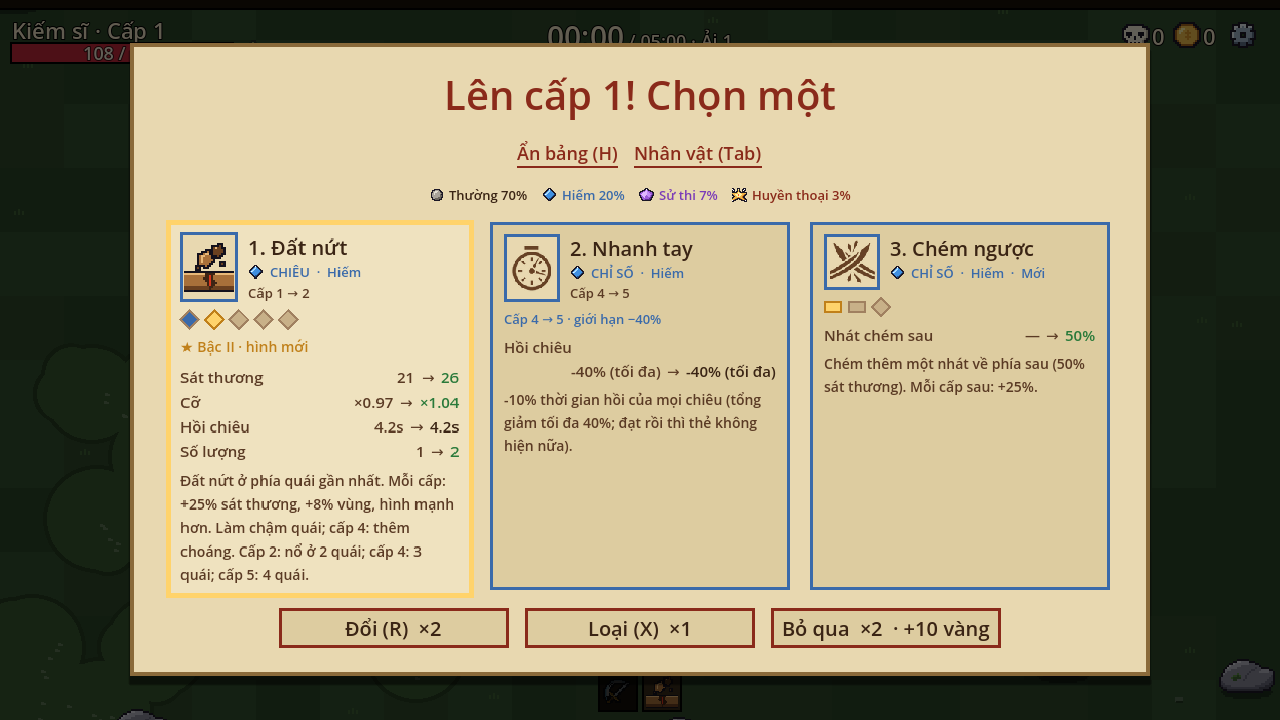 Kiếm sĩ · Cấp 1
108 /
00:00 / 05:00 · Ải 1
0
0
Lên cấp 1! Chọn một
Ẩn bảng (H)
Nhân vật (Tab)
Thường 70%
Hiếm 20%
Sử thi 7%
Huyền thoại 3%
1. Đất nứt
CHIÊU · Hiếm
Cấp 1 → 2
★ Bậc II · hình mới
Sát thương 21 → 26
Cỡ ×0.97 → ×1.04
Hồi chiêu 4.2s → 4.2s
Số lượng 1 → 2
Đất nứt ở phía quái gần nhất. Mỗi cấp:
+25% sát thương, +8% vùng, hình mạnh
hơn. Làm chậm quái; cấp 4: thêm
choáng. Cấp 2: nổ ở 2 quái; cấp 4: 3
quái; cấp 5: 4 quái.
2. Nhanh tay
CHỈ SỐ · Hiếm
Cấp 4 → 5
Cấp 4 → 5 · giới hạn −40%
Hồi chiêu
-40% (tối đa) → -40% (tối đa)
-10% thời gian hồi của mọi chiêu (tổng
giảm tối đa 40%; đạt rồi thì thẻ không
hiện nữa).
3. Chém ngược
CHỈ SỐ · Hiếm · Mới
Nhát chém sau — → 50%
Chém thêm một nhát về phía sau (50%
sát thương). Mỗi cấp sau: +25%.
Đổi (R) ×2
Loại (X) ×1
Bỏ qua ×2 · +10 vàng